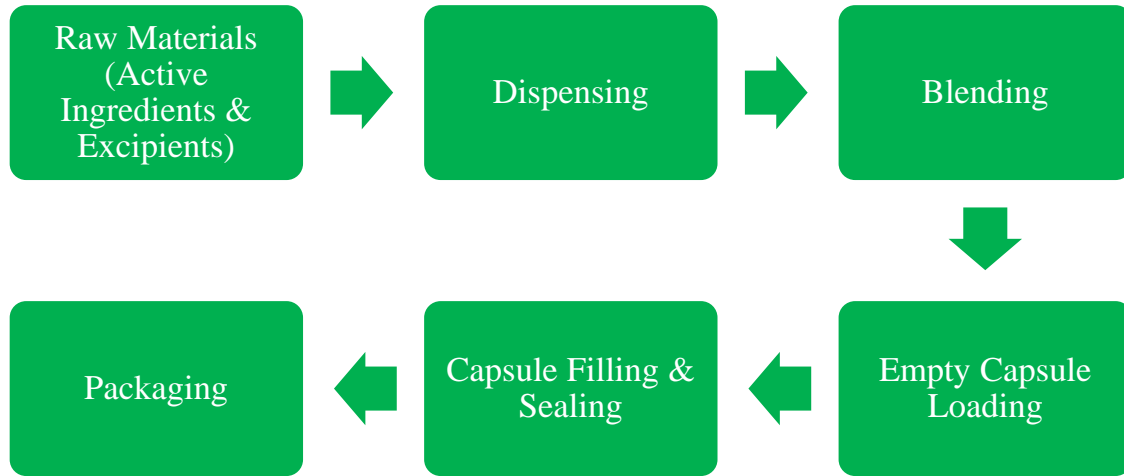 Raw Materials
(Active
Ingredients &
Excipients)
Dispensing
Blending
Empty Capsule
Loading
Capsule Filling &
Sealing
Packaging